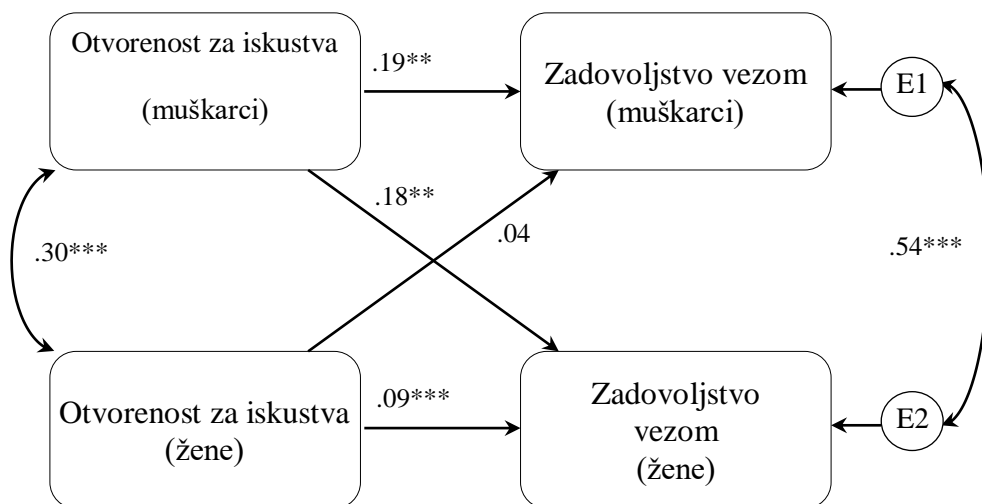 Otvorenost za iskustva
(muškarci)
.19**
Zadovoljstvo vezom
(muškarci)
E1
.18**
.04
.30***
.54***
Otvorenost za iskustva
(žene)
.09***
Zadovoljstvo
vezom
(žene)
E2